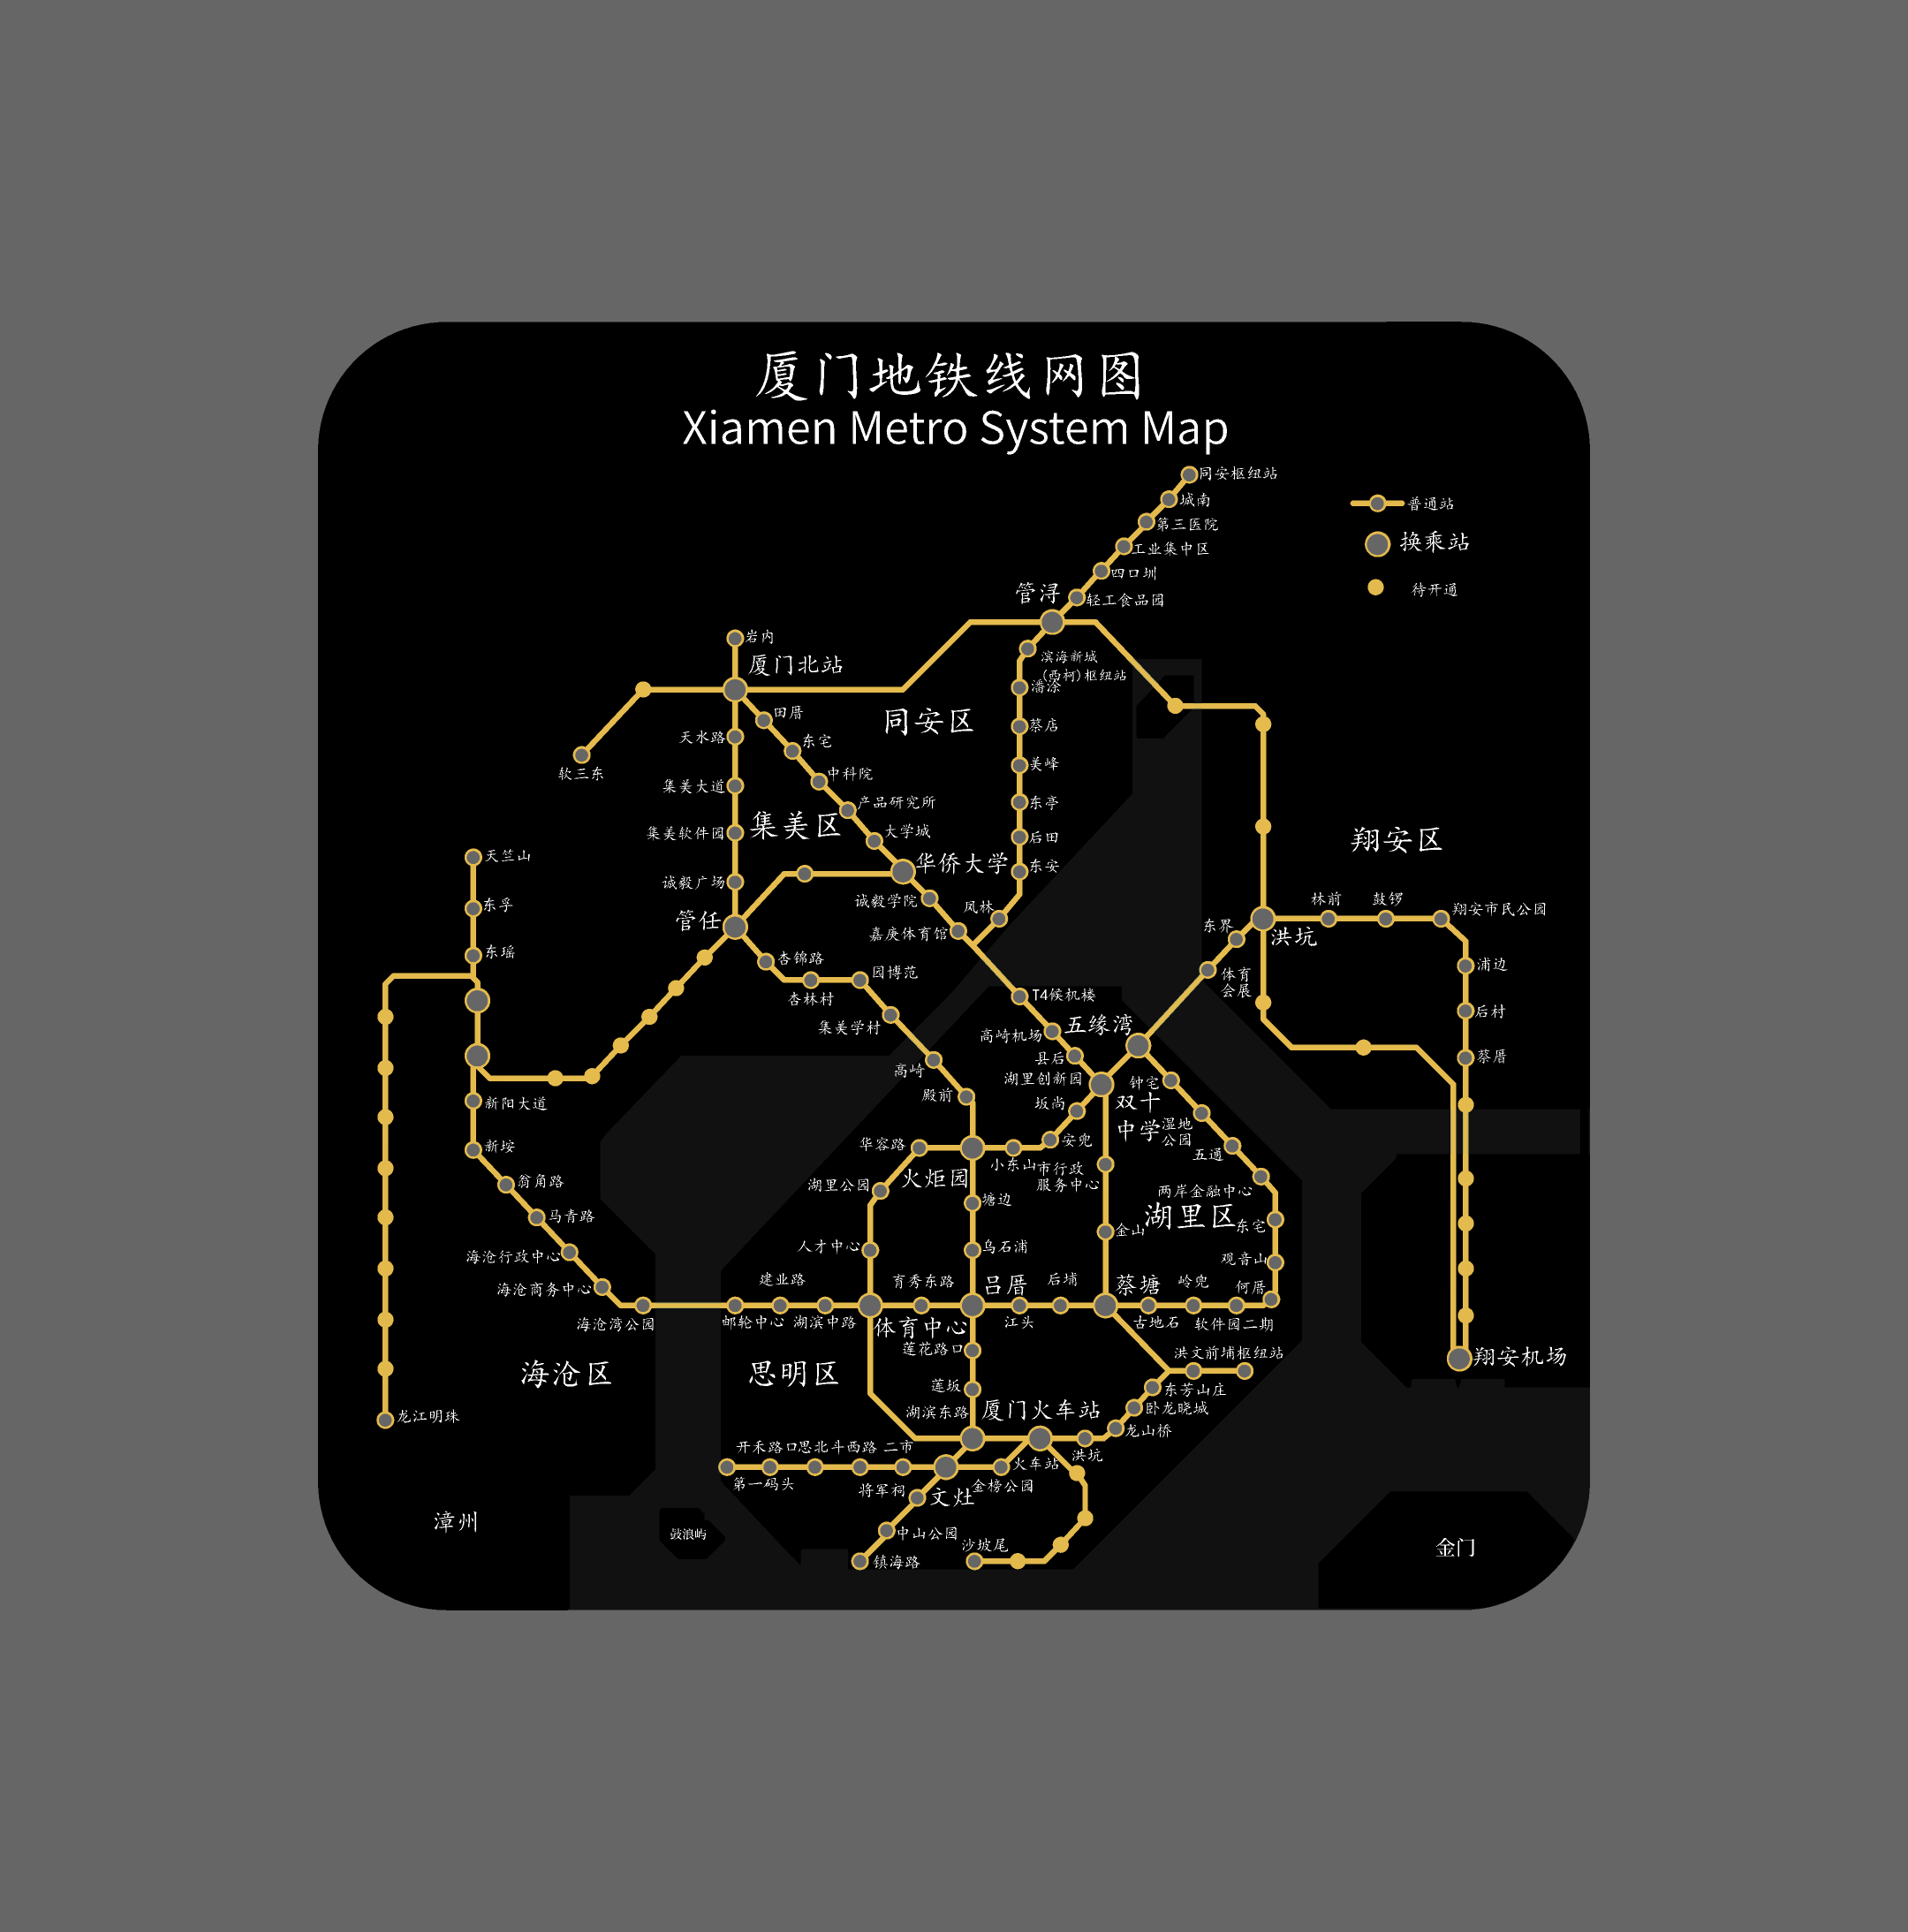 厦门地铁线网图
Xiamen Metro System Map
同安枢纽站
城南
普通站
第三医院
换乘站
工业集中区
四口圳
待开通
管浔
轻工食品园
岩内
滨海新城
(西柯)枢纽站
厦门北站
潘涂
田厝
同安区
蔡店
天水路
东宅
美峰
软三东
中科院
集美大道
产品研究所
东亭
集美区
集美软件园
大学城
后田
翔安区
天竺山
华侨大学
东安
诚毅广场
东孚
诚毅学院
凤林
林前
鼓锣
翔安市民公园
管任
嘉庚体育馆
东界
洪坑
东瑶
杏锦路
园博苑
体育
会展
浦边
杏林村
T4候机楼
后村
集美学村
高崎机场
五缘湾
县后
蔡厝
高崎
湖里创新园
钟宅
新阳大道
殿前
坂尚
双十
中学
湿地
公园
新垵
华容路
安兜
五通
小东山
市行政
服务中心
火炬园
翁角路
湖里公园
两岸金融中心
塘边
马青路
湖里区
东宅
金山
海沧行政中心
人才中心
乌石浦
观音山
海沧商务中心
建业路
育秀东路
吕厝
后埔
蔡塘
岭兜
何厝
海沧湾公园
邮轮中心
湖滨中路
体育中心
江头
古地石
软件园二期
莲花路口
洪文前埔枢纽站
翔安机场
海沧区
思明区
莲坂
东芳山庄
湖滨东路
厦门火车站
卧龙晓城
龙江明珠
龙山桥
开禾路口
思北
斗西路
二市
火车站
洪坑
第一码头
将军祠
文灶
金榜公园
漳州
鼓浪屿
中山公园
沙坡尾
金门
镇海路